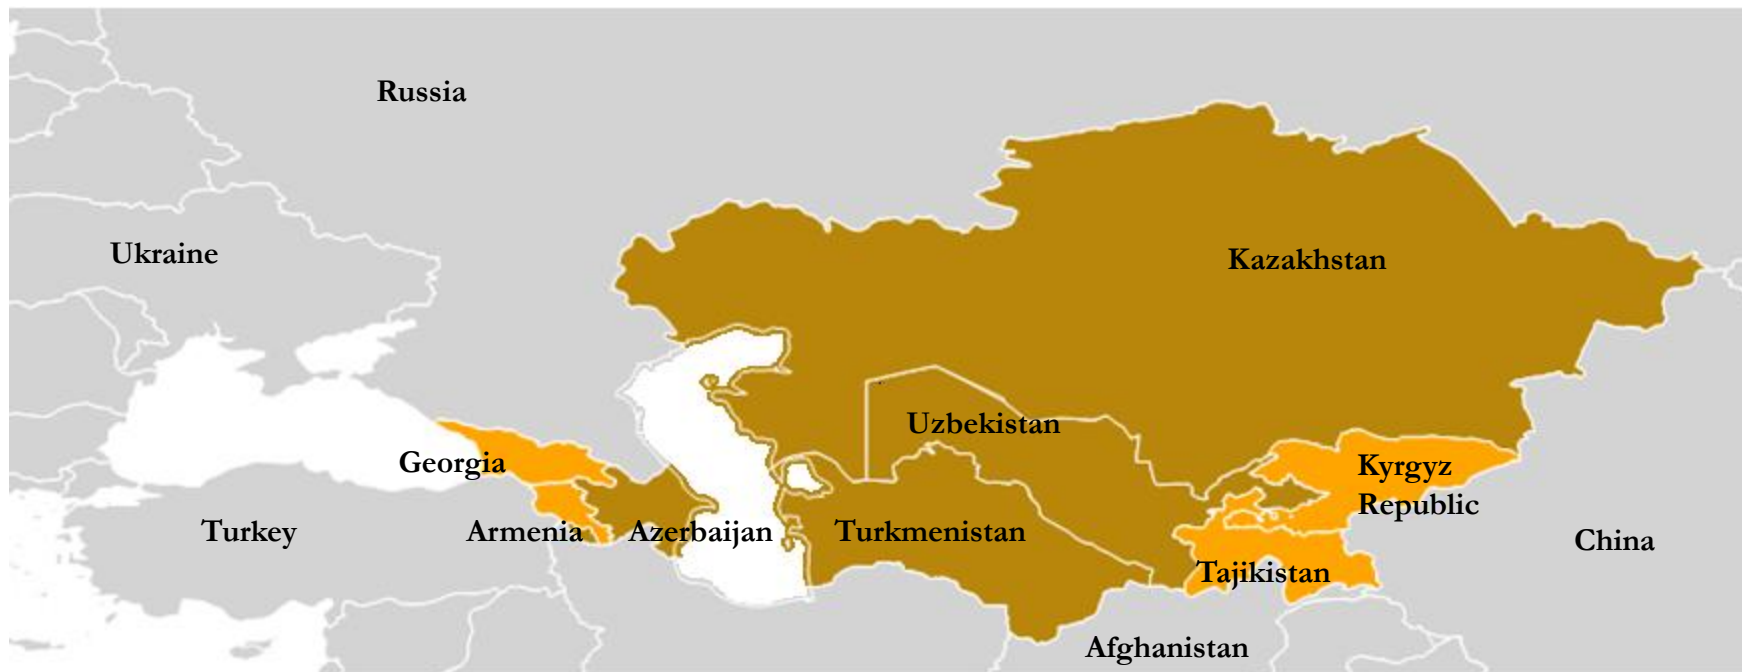 Russia
Ukraine
Kazakhstan
Uzbekistan
Georgia
Kyrgyz
Republic
Turkey
Armenia
Azerbaijan
Turkmenistan
China
Tajikistan
Afghanistan